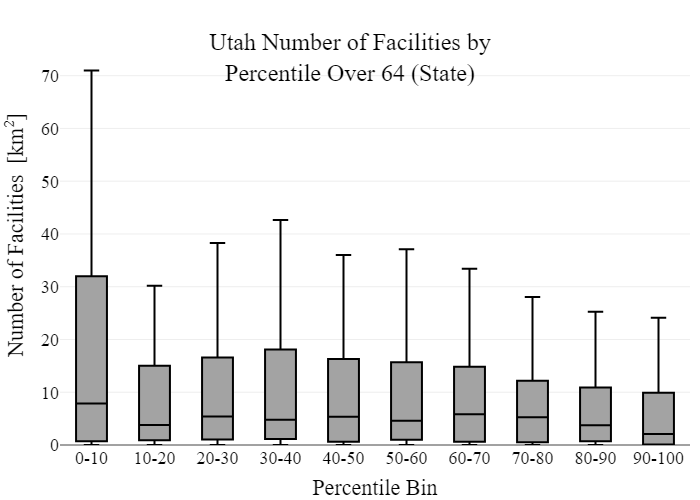 Utah Number of Facilities by
Percentile Over 64 (State)
Number of Facilities [km²]
70
60
50
40
30
20
10
0
0-10 10-20 20-30 30-40 40-50 50-60 60-70 70-80 80-90 90-100
Percentile Bin